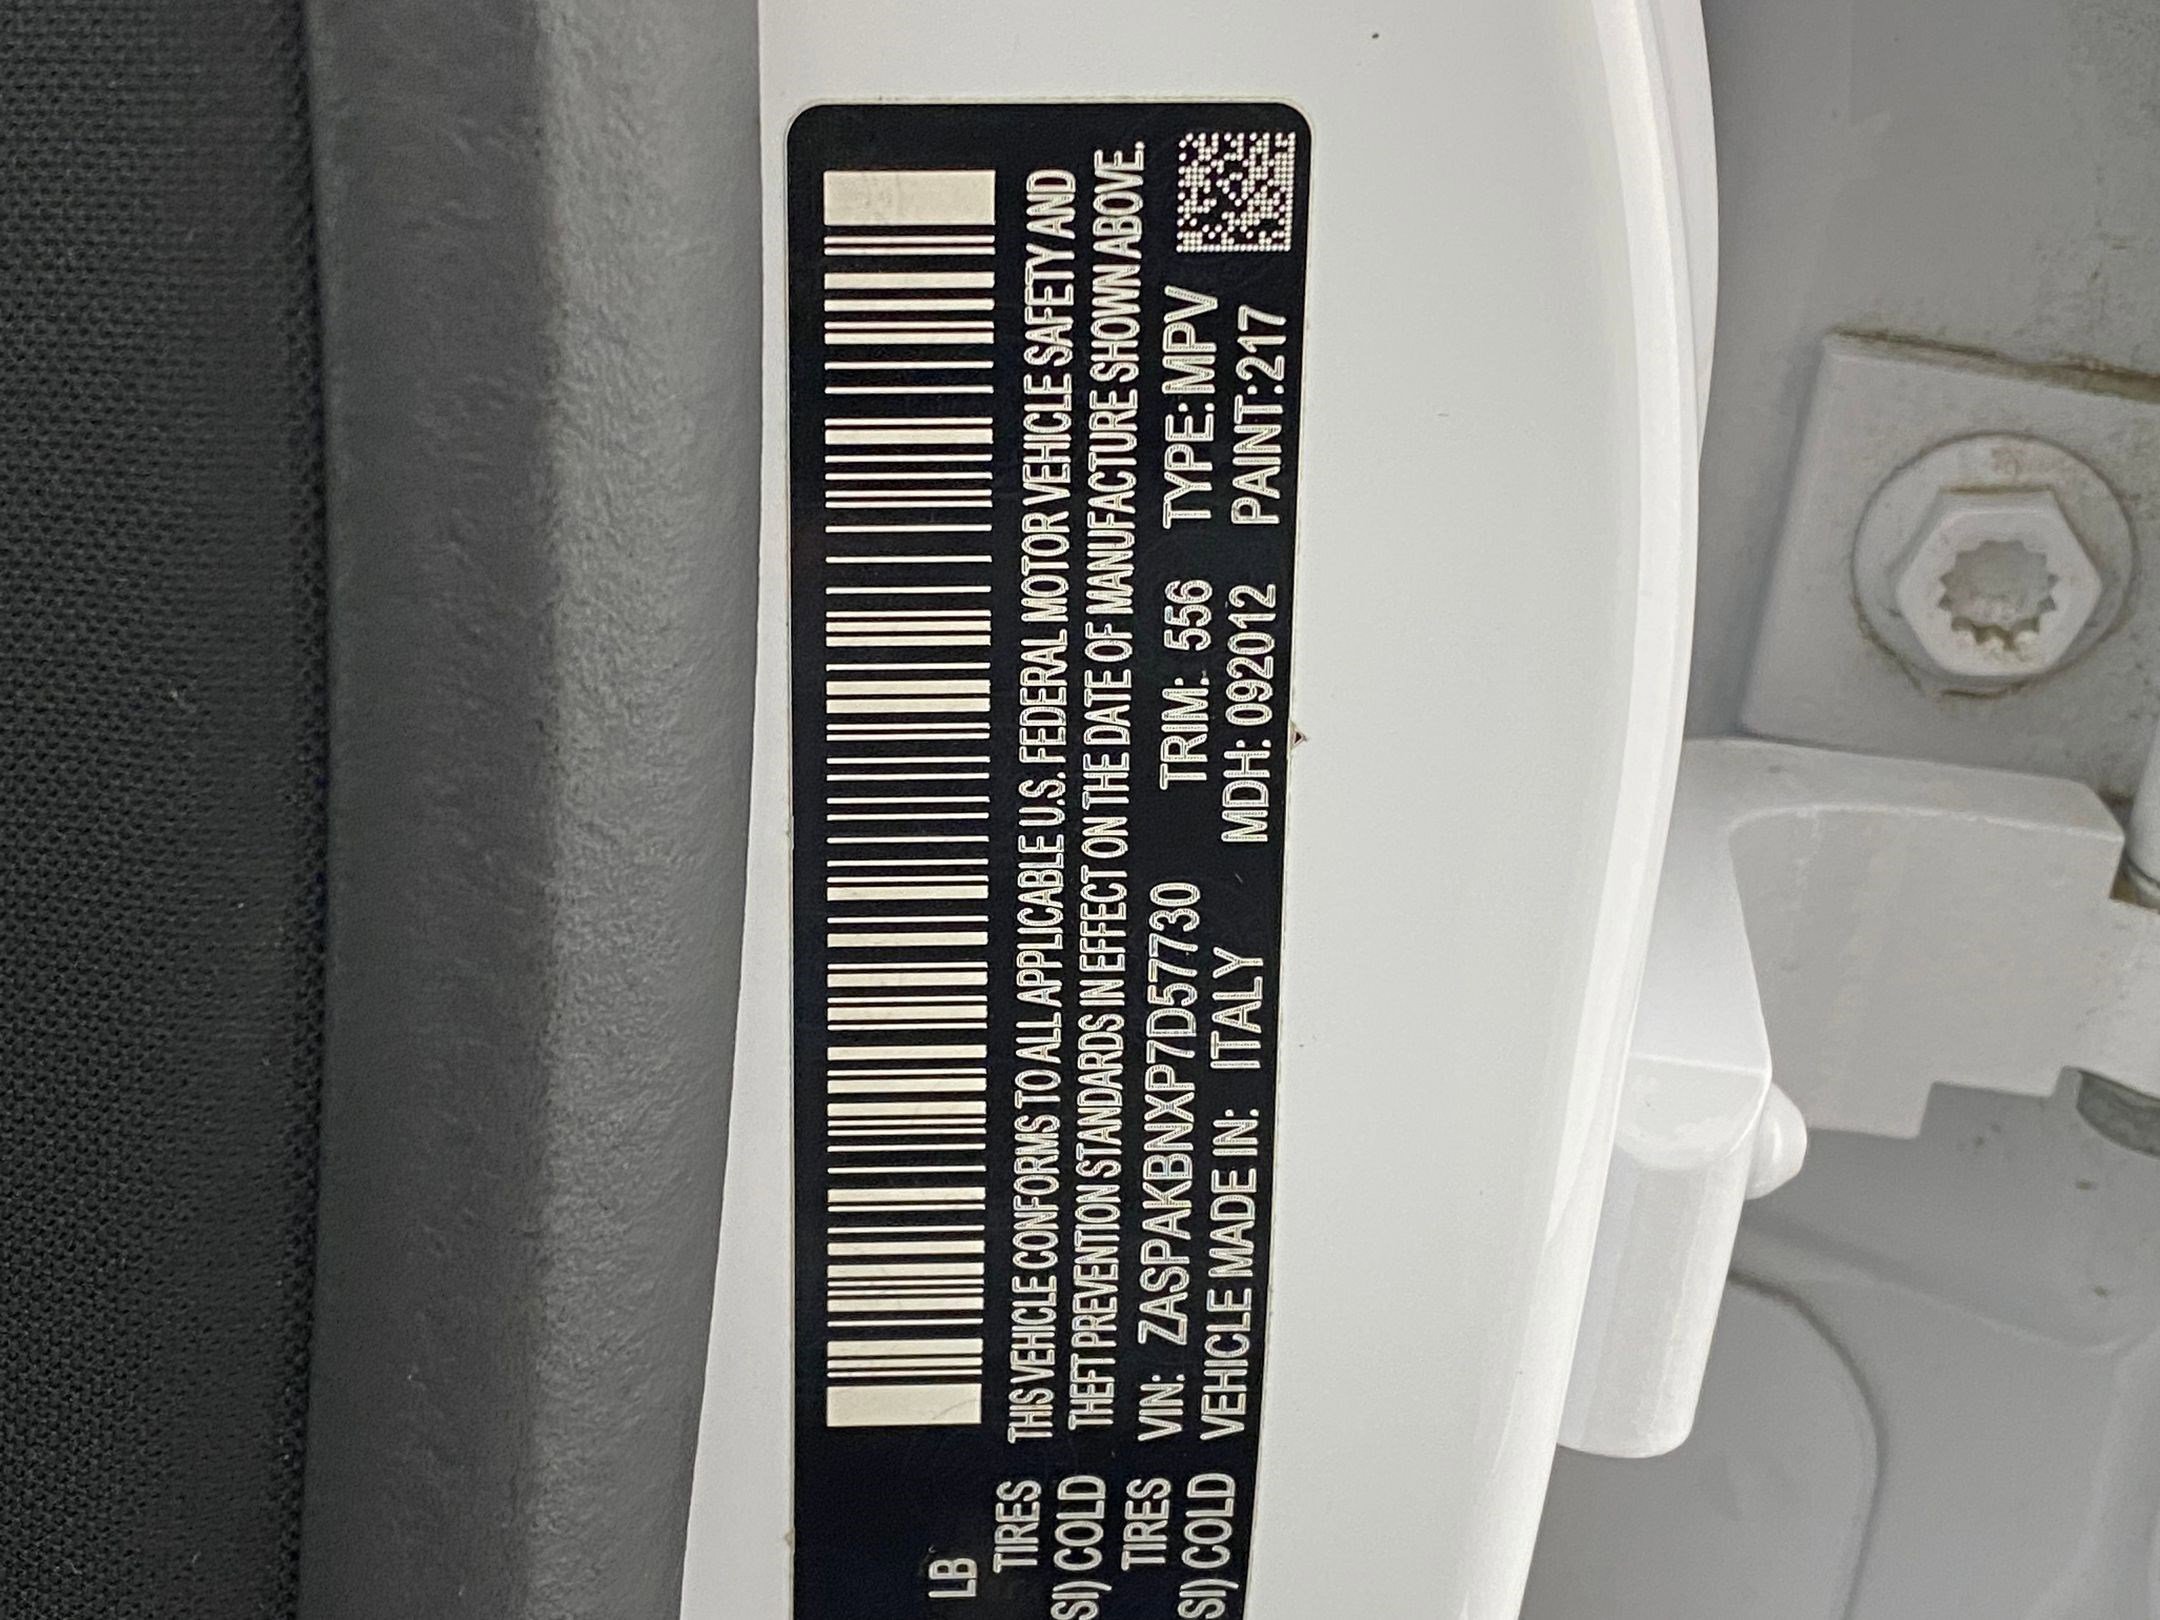 LB
TIRES THIS VEHICLE CONFORMS TO ALL APPLICABLE U.S. FEDERAL MOTOR VEHICLE SAFETY AND
SI) COLD THEFT PREVENTION STANDARDS IN EFFECT ON THE DATE OF MANUFACTURE SHOWN ABOVE.
TIRES VIN: ZASPAKBNXP7D57730 TRIM: 556 TYPE: MPV
SI) COLD VEHICLE MADE IN: ITALY MDH: 092012 PAINT:217